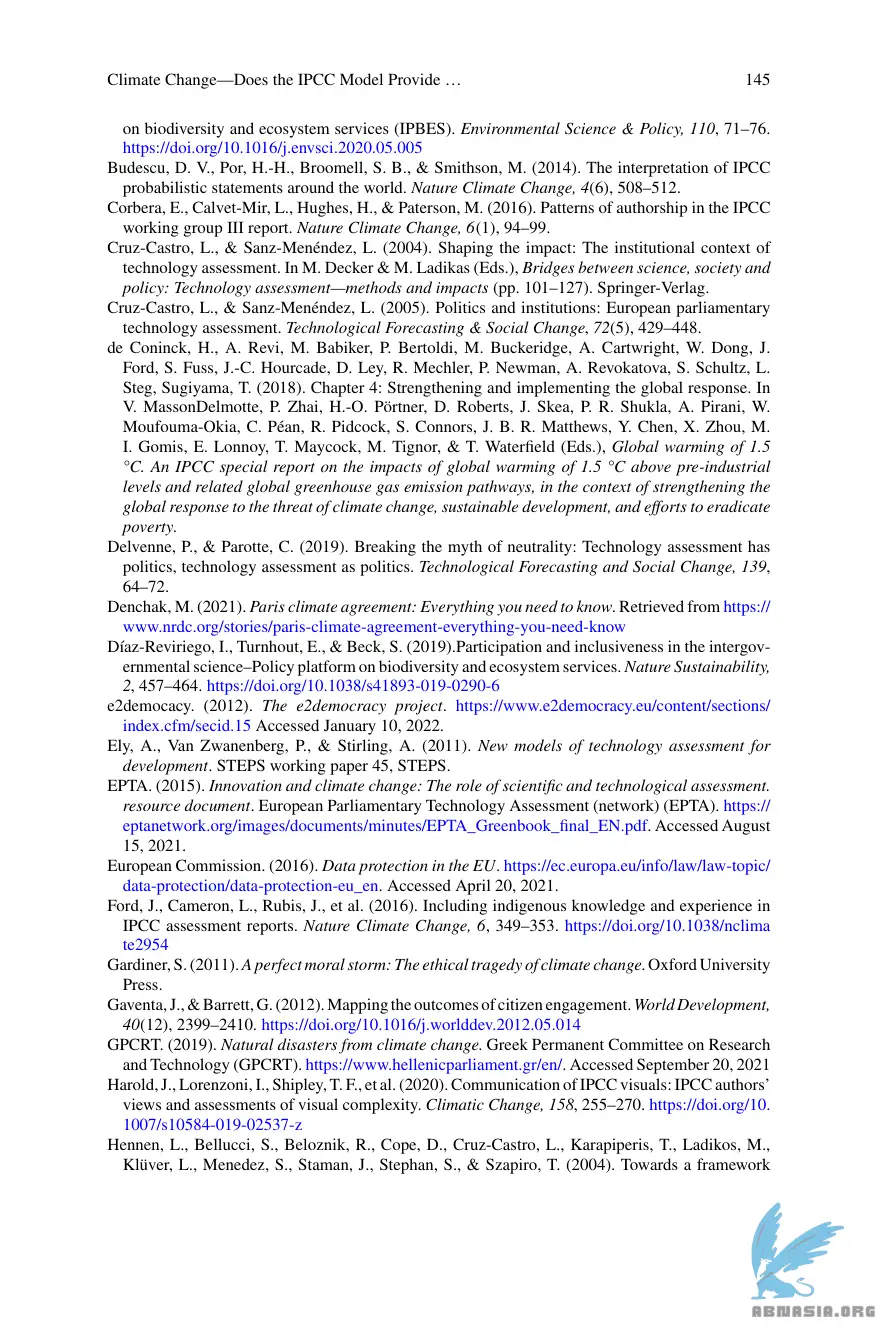 Climate Change—Does the IPCC Model Provide … 145
on biodiversity and ecosystem services (IPBES). Environmental Science & Policy, 110, 71–76.
https://doi.org/10.1016/j.envsci.2020.05.005
Budescu, D. V., Por, H.-H., Broomell, S. B., & Smithson, M. (2014). The interpretation of IPCC
probabilistic statements around the world. Nature Climate Change, 4(6), 508–512.
Corbera, E., Calvet-Mir, L., Hughes, H., & Paterson, M. (2016). Patterns of authorship in the IPCC
working group III report. Nature Climate Change, 6(1), 94–99.
Cruz-Castro, L., & Sanz-Menéndez, L. (2004). Shaping the impact: The institutional context of
technology assessment. In M. Decker & M. Ladikas (Eds.), Bridges between science, society and
policy: Technology assessment—methods and impacts (pp. 101–127). Springer-Verlag.
Cruz-Castro, L., & Sanz-Menéndez, L. (2005). Politics and institutions: European parliamentary
technology assessment. Technological Forecasting & Social Change, 72(5), 429–448.
de Coninck, H., A. Revi, M. Babiker, P. Bertoldi, M. Buckeridge, A. Cartwright, W. Dong, J.
Ford, S. Fuss, J.-C. Hourcade, D. Ley, R. Mechler, P. Newman, A. Revokatova, S. Schultz, L.
Steg, Sugiyama, T. (2018). Chapter 4: Strengthening and implementing the global response. In
V. MassonDelmotte, P. Zhai, H.-O. Pörtner, D. Roberts, J. Skea, P. R. Shukla, A. Pirani, W.
Moufouma-Okia, C. Péan, R. Pidcock, S. Connors, J. B. R. Matthews, Y. Chen, X. Zhou, M.
I. Gomis, E. Lonnoy, T. Maycock, M. Tignor, & T. Waterfield (Eds.), Global warming of 1.5
°C. An IPCC special report on the impacts of global warming of 1.5 °C above pre-industrial
levels and related global greenhouse gas emission pathways, in the context of strengthening the
global response to the threat of climate change, sustainable development, and efforts to eradicate
poverty.
Delvenne, P., & Parotte, C. (2019). Breaking the myth of neutrality: Technology assessment has
politics, technology assessment as politics. Technological Forecasting and Social Change, 139,
64–72.
Denchak, M. (2021). Paris climate agreement: Everything you need to know. Retrieved from https://
www.nrdc.org/stories/paris-climate-agreement-everything-you-need-know
Díaz-Reviriego, I., Turnhout, E., & Beck, S. (2019).Participation and inclusiveness in the intergov-
ernmental science–Policy platform on biodiversity and ecosystem services. Nature Sustainability,
2, 457–464. https://doi.org/10.1038/s41893-019-0290-6
e2democacy. (2012). The e2democracy project. https://www.e2democracy.eu/content/sections/
index.cfm/secid.15 Accessed January 10, 2022.
Ely, A., Van Zwanenberg, P., & Stirling, A. (2011). New models of technology assessment for
development. STEPS working paper 45, STEPS.
EPTA. (2015). Innovation and climate change: The role of scientific and technological assessment.
resource document. European Parliamentary Technology Assessment (network) (EPTA). https://
eptanetwork.org/images/documents/minutes/EPTA_Greenbook_final_EN.pdf. Accessed August
15, 2021.
European Commission. (2016). Data protection in the EU. https://ec.europa.eu/info/law/law-topic/
data-protection/data-protection-eu_en. Accessed April 20, 2021.
Ford, J., Cameron, L., Rubis, J., et al. (2016). Including indigenous knowledge and experience in
IPCC assessment reports. Nature Climate Change, 6, 349–353. https://doi.org/10.1038/nclima
te2954
Gardiner, S. (2011). A perfect moral storm: The ethical tragedy of climate change. Oxford University
Press.
Gaventa, J., & Barrett, G. (2012). Mapping the outcomes of citizen engagement. World Development,
40(12), 2399–2410. https://doi.org/10.1016/j.worlddev.2012.05.014
GPCRT. (2019). Natural disasters from climate change. Greek Permanent Committee on Research
and Technology (GPCRT). https://www.hellenicparliament.gr/en/. Accessed September 20, 2021
Harold, J., Lorenzoni, I., Shipley, T. F., et al. (2020). Communication of IPCC visuals: IPCC authors’
views and assessments of visual complexity. Climatic Change, 158, 255–270. https://doi.org/10.
1007/s10584-019-02537-z
Hennen, L., Bellucci, S., Beloznik, R., Cope, D., Cruz-Castro, L., Karapiperis, T., Ladikos, M.,
Klüver, L., Menedez, S., Staman, J., Stephan, S., & Szapiro, T. (2004). Towards a framework
ABNASIA.ORG